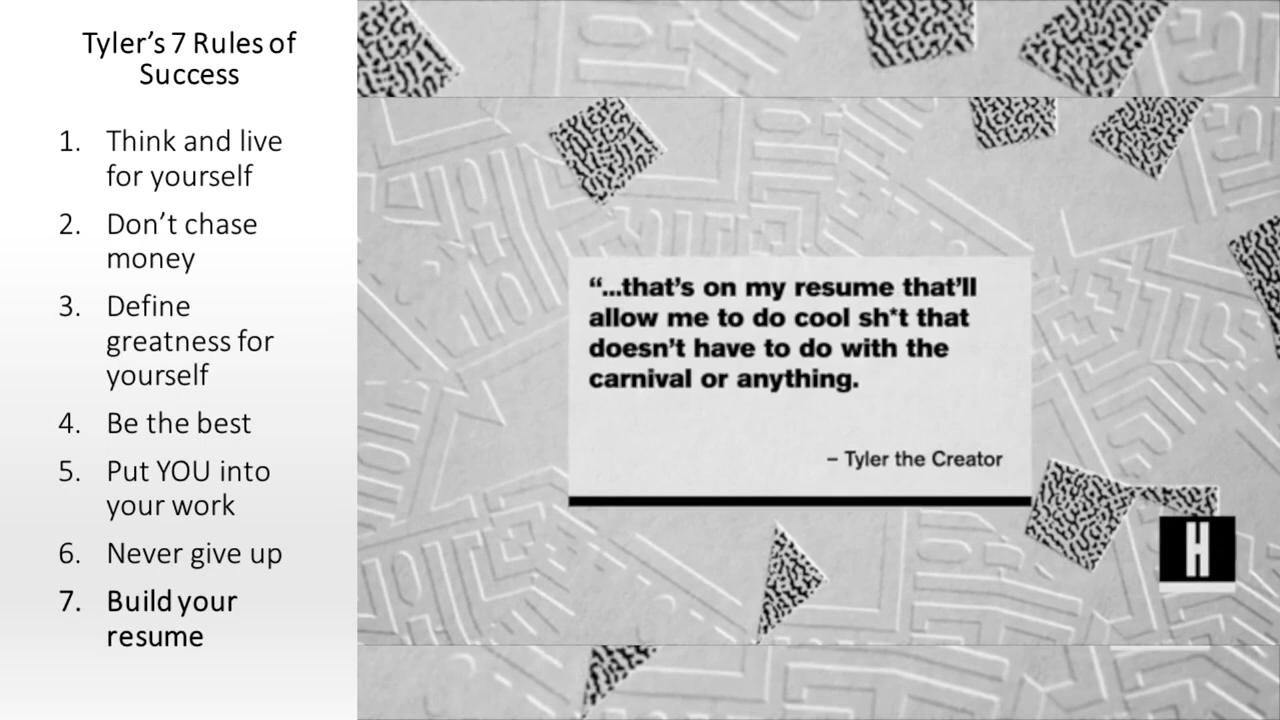 Tyler’s 7 Rules of
Success
1. Think and live
for yourself
2. Don’t chase
money
3. Define
greatness for
yourself
4. Be the best
5. Put YOU into
your work
6. Never give up
7. Build your
resume
“...that’s on my resume that’ll
allow me to do cool sh*t that
doesn’t have to do with the
carnival or anything.
– Tyler the Creator
H